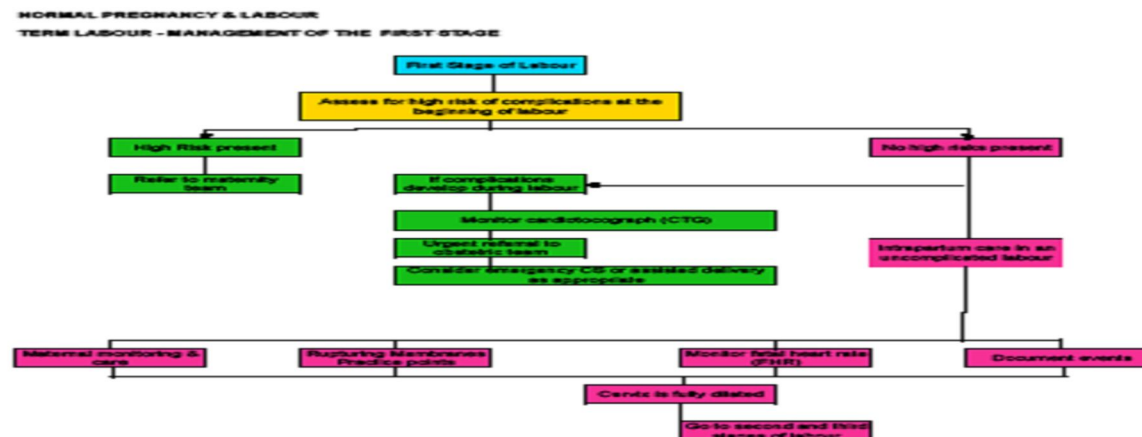 NORMAL PREGNANCY & LABOUR
TERM LABOUR - MANAGEMENT OF THE FIRST STAGE
First Stage of Labour
Assess for high risk of complications at the
beginning of labour
High Risk present
No high risks present
Refer to maternity
team
If complications
develop during labour
Monitor cardiotocograph (CTG)
Urgent referral to
obstetric team
Intrapartum care in an
uncomplicated labour
Consider emergency CS or assisted delivery
as appropriate
Maternal monitoring &
care
Rupturing Membranes
Practice points
Monitor fetal heart rate
(FHR)
Document events
Cervix is fully dilated
Go to second and third
stages of labour